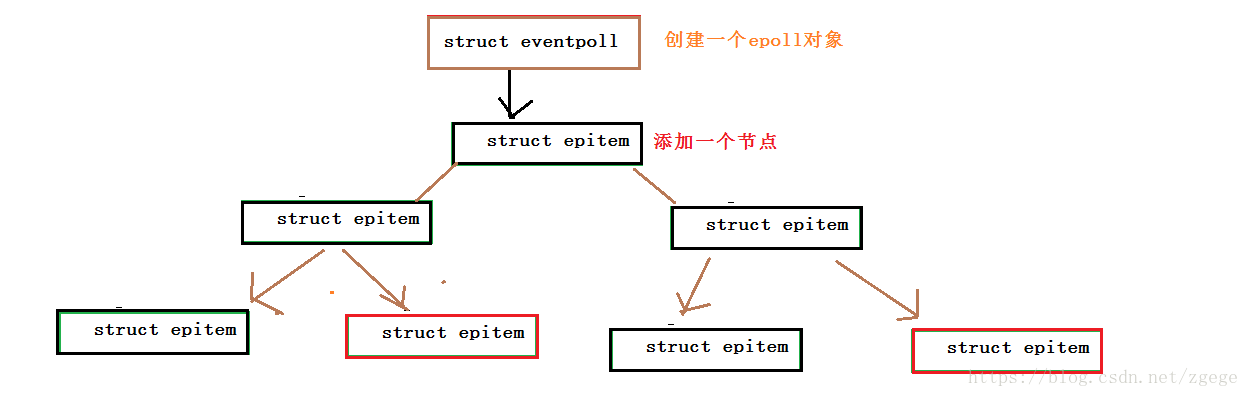 struct eventpoll
创建一个epoll对象
struct epitem
添加一个节点
struct epitem
struct epitem
struct epitem
struct epitem
struct epitem
struct epitem
https://blog.csdn.net/zgege